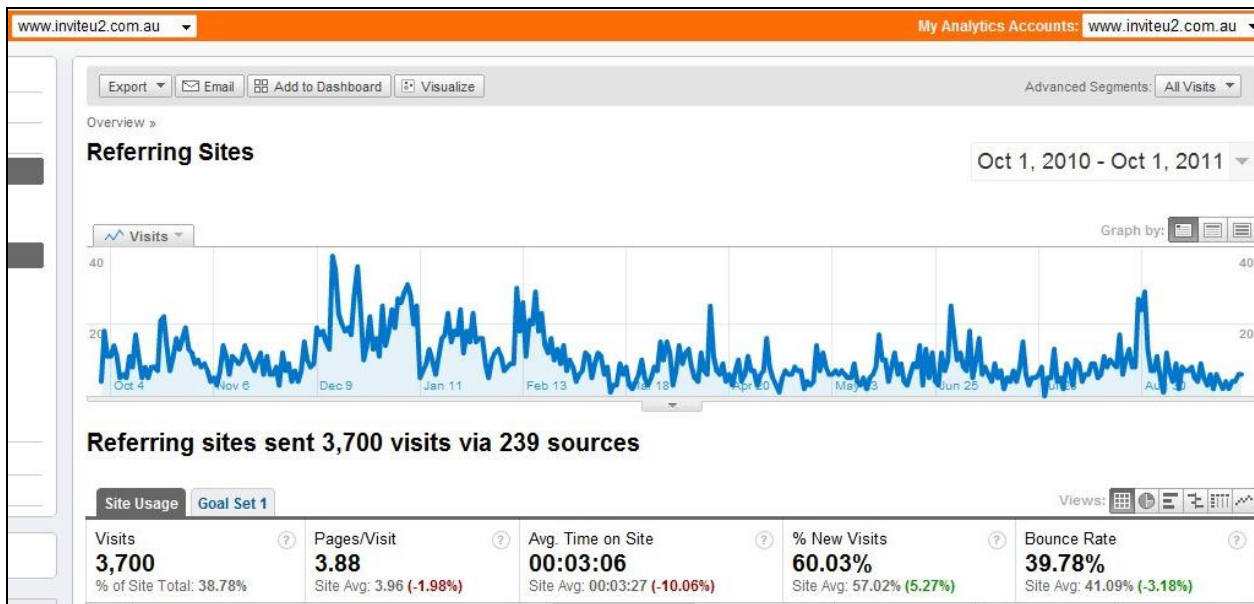 www.inviteu2.com.au My Analytics Accounts: www.inviteu2.com.au
Export Email Add to Dashboard Visualize Advanced Segments: All Visits
Overview »
Referring Sites
Oct 1, 2010 - Oct 1, 2011
Visits Graph by:
40 40
20 20
Oct 4 Nov 6 Dec 9 Jan 11 Feb 13 Mar 18 Apr 20 Jun 25 Aug 30
Referring sites sent 3,700 visits via 239 sources
Site Usage Goal Set 1 Views:
Visits ? Pages/Visit ? Avg. Time on Site ? % New Visits ? Bounce Rate ?
3,700 3.88 00:03:06 60.03% 39.78%
% of Site Total: 38.78% Site Avg: 3.96 (-1.98%) Site Avg: 00:03:27 (-10.06%) Site Avg: 57.02% (5.27%) Site Avg: 41.09% (-3.18%)